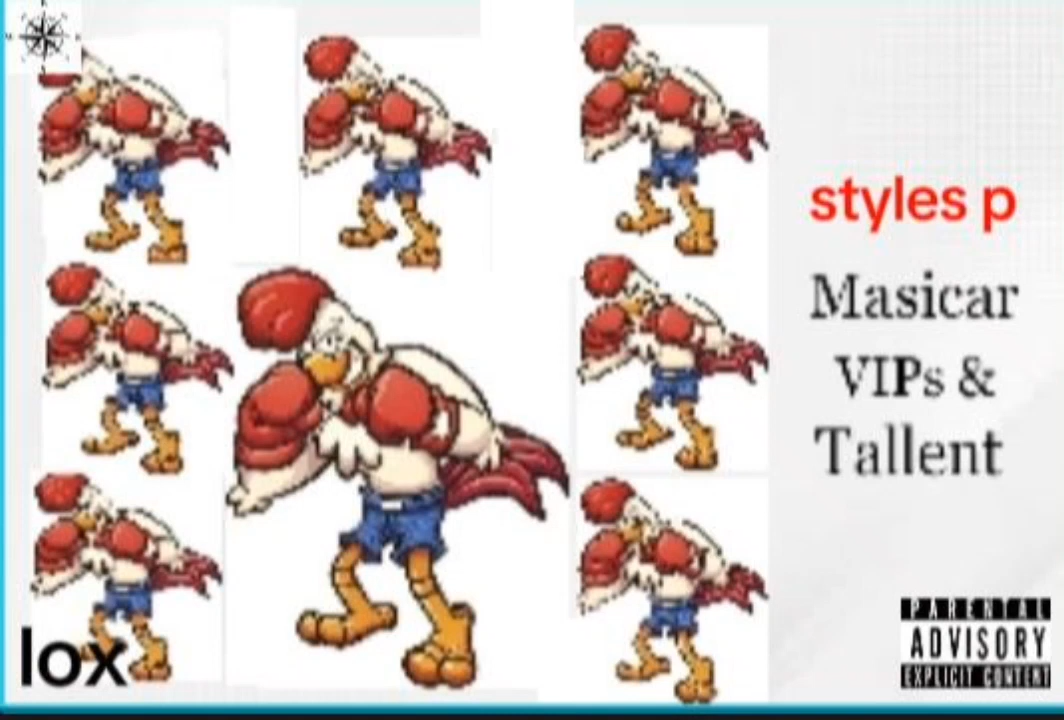 styles p
Masicar
VIPs &
Tallent
lox
PARENTAL
ADVISORY
EXPLICIT CONTENT